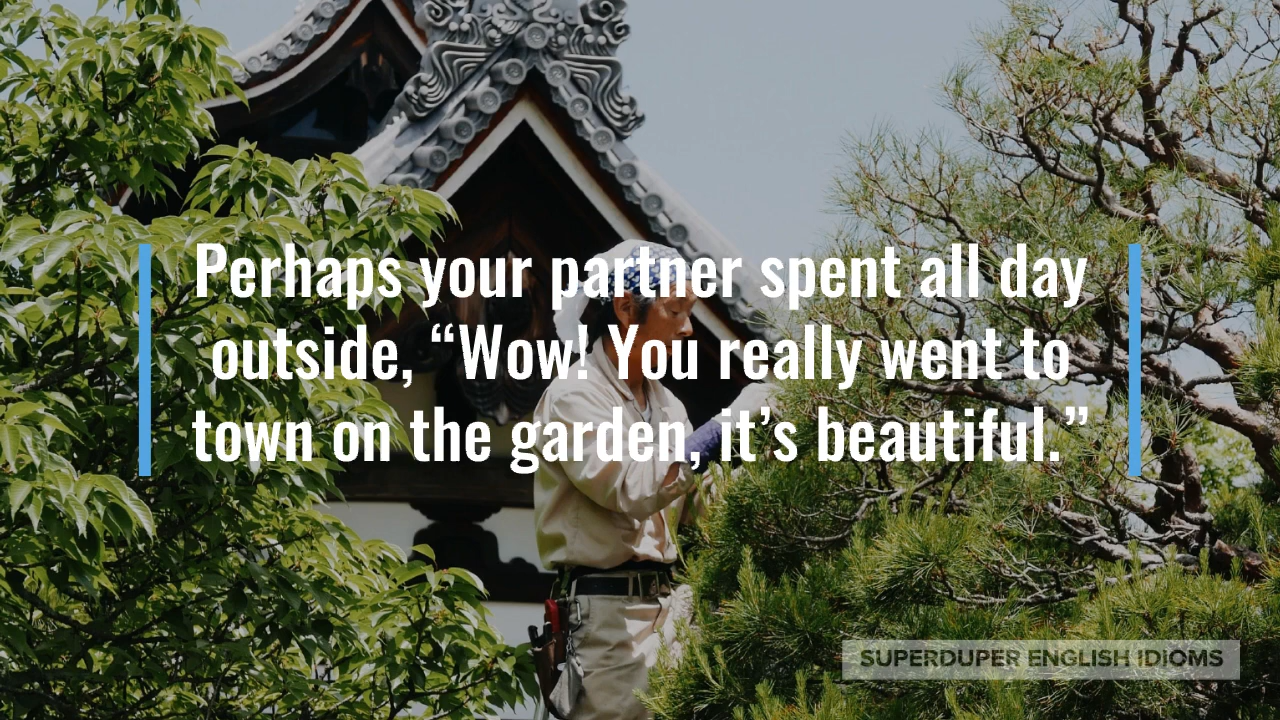 Perhaps your partner spent all day
outside, “Wow! You really went to
town on the garden, it’s beautiful.”
SUPERDUPER ENGLISH IDIOMS